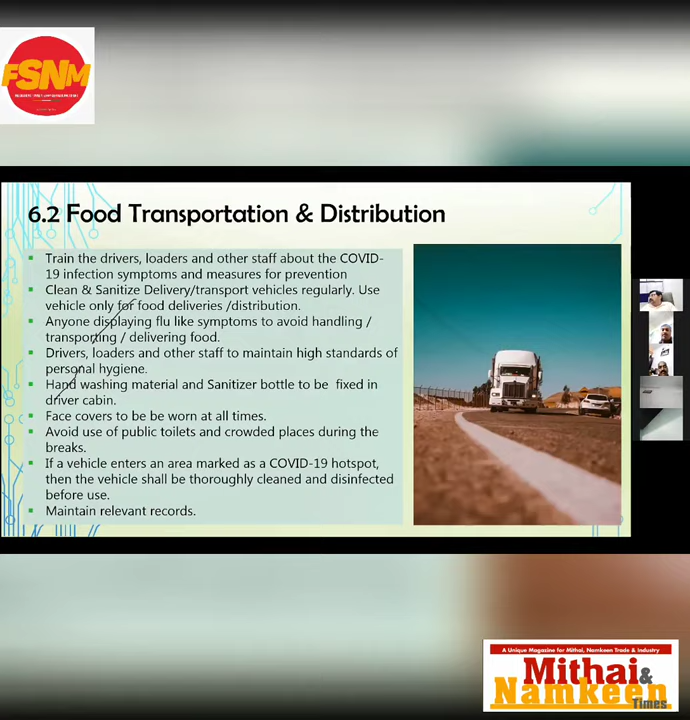 FSNM
6.2 Food Transportation & Distribution
Train the drivers, loaders and other staff about the COVID-
19 infection symptoms and measures for prevention
Clean & Sanitize Delivery/transport vehicles regularly. Use
vehicle only for food deliveries /distribution.
Anyone displaying flu like symptoms to avoid handling /
transporting / delivering food.
Drivers, loaders and other staff to maintain high standards of
personal hygiene.
Hand washing material and Sanitizer bottle to be fixed in
driver cabin.
Face covers to be be worn at all times.
Avoid use of public toilets and crowded places during the
breaks.
If a vehicle enters an area marked as a COVID-19 hotspot,
then the vehicle shall be thoroughly cleaned and disinfected
before use.
Maintain relevant records.
A Unique Magazine for Mithai, Namkeen Trade & Industry
Mithai &
Namkeen
Times